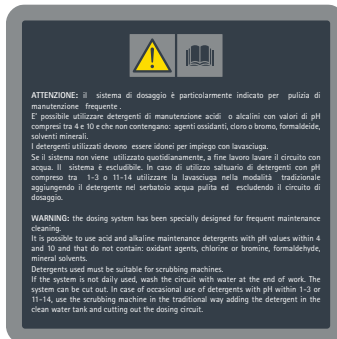 ATTENZIONE: il sistema di dosaggio è particolarmente indicato per pulizia di
manutenzione frequente .
E' possibile utilizzare detergenti di manutenzione acidi o alcalini con valori di pH
compresi tra 4 e 10 e che non contengano: agenti ossidanti, cloro o bromo, formaldeide,
solventi minerali.
I detergenti utilizzati devono essere idonei per impiego con lavasciuga.
Se il sistema non viene utilizzato quotidianamente, a fine lavoro lavare il circuito con
acqua. Il sistema è escludibile. In caso di utilizzo saltuario di detergenti con pH
compreso tra 1-3 o 11-14 utilizzare la lavasciuga nella modalità tradizionale
aggiungendo il detergente nel serbatoio acqua pulita ed escludendo il circuito di
dosaggio.
WARNING: the dosing system has been specially designed for frequent maintenance
cleaning.
It is possible to use acid and alkaline maintenance detergents with pH values within 4
and 10 and that do not contain: oxidant agents, chlorine or bromine, formaldehyde,
mineral solvents.
Detergents used must be suitable for scrubbing machines.
If the system is not daily used, wash the circuit with water at the end of work. The
system can be cut out. In case of occasional use of detergents with pH within 1-3 or
11-14, use the scrubbing machine in the traditional way adding the detergent in the
clean water tank and cutting out the dosing circuit.